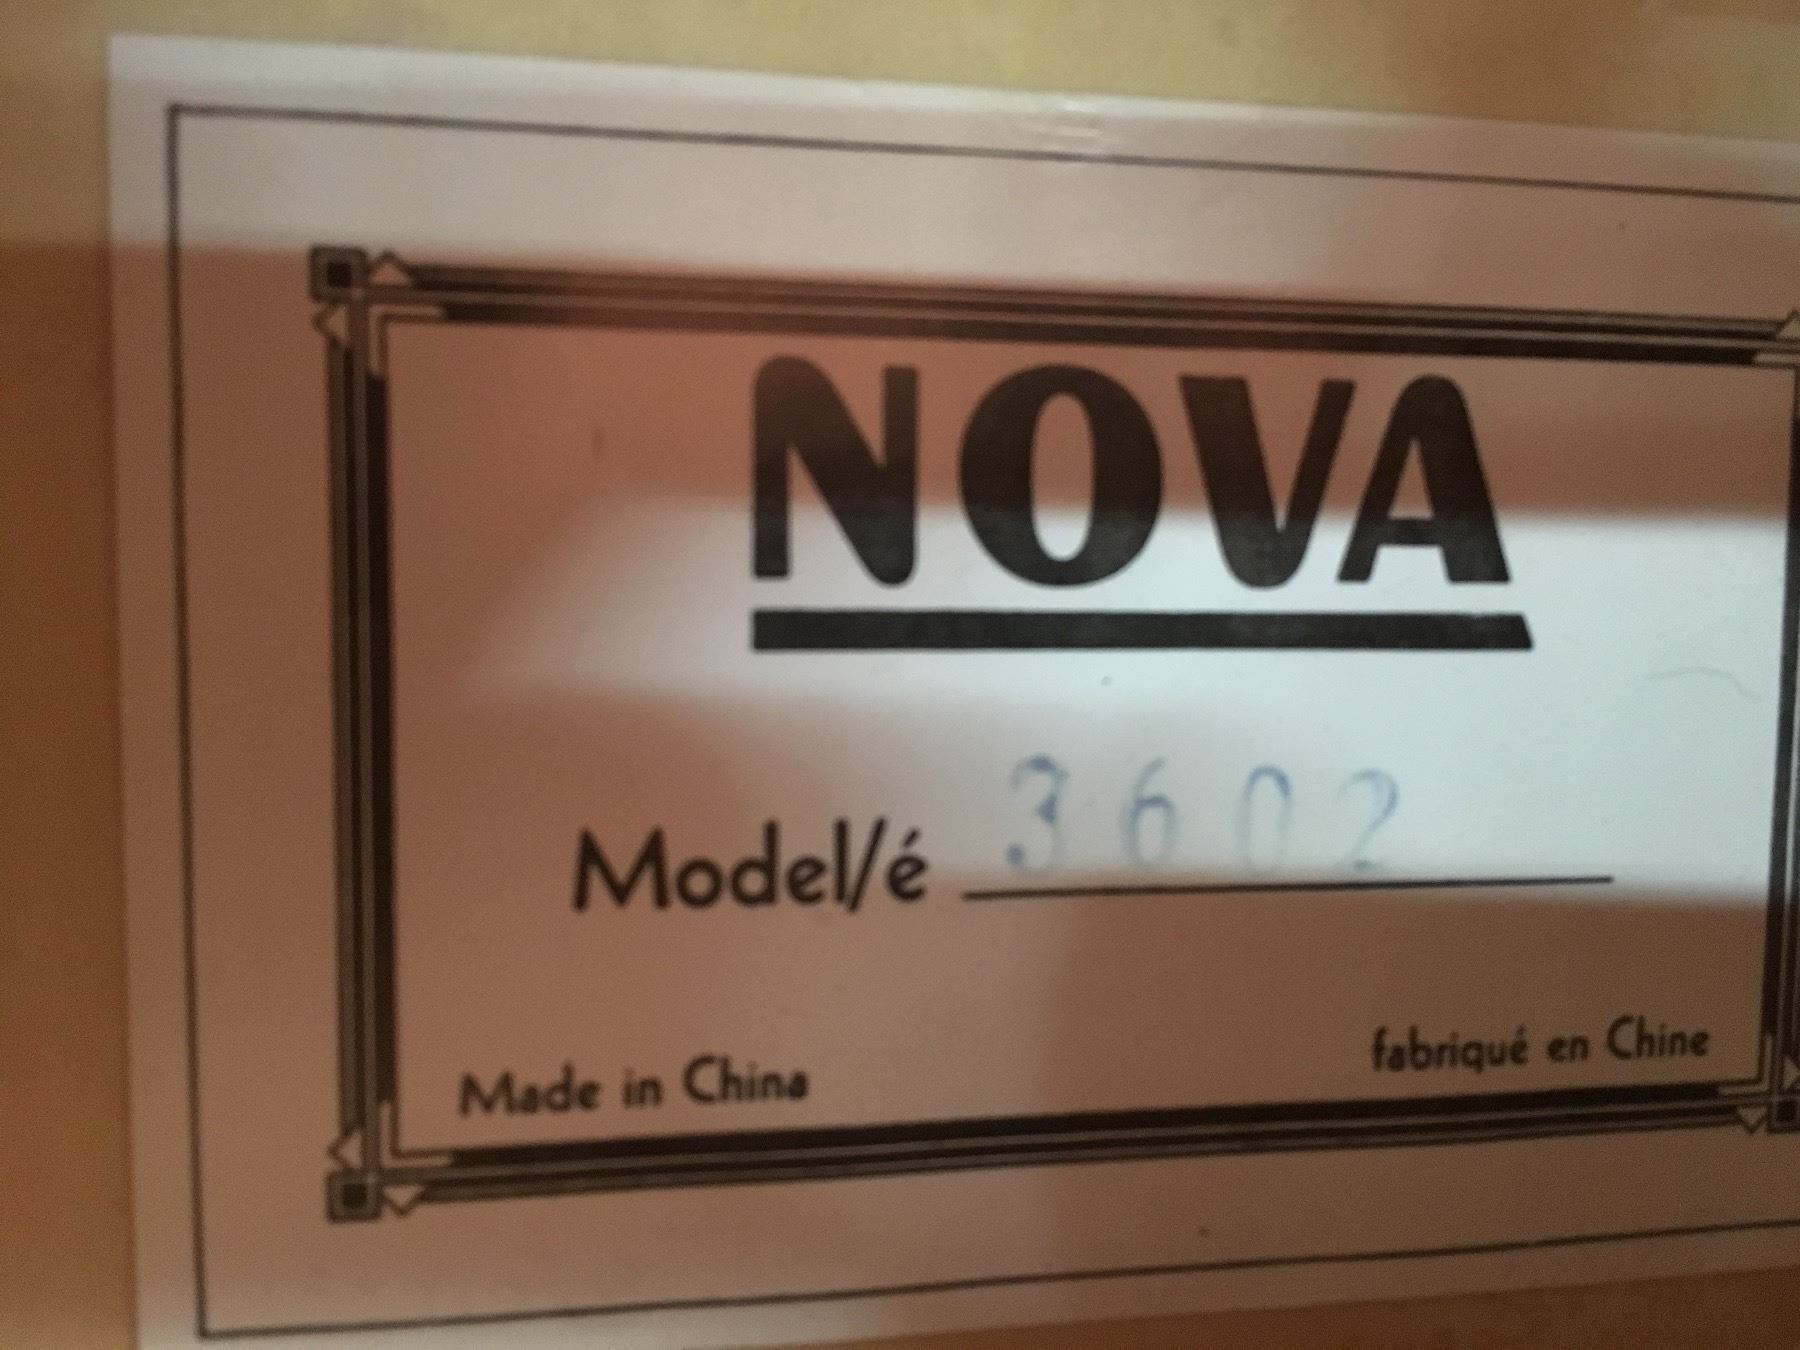 NOVA
Model/é 3602
Made in China fabriqué en Chine